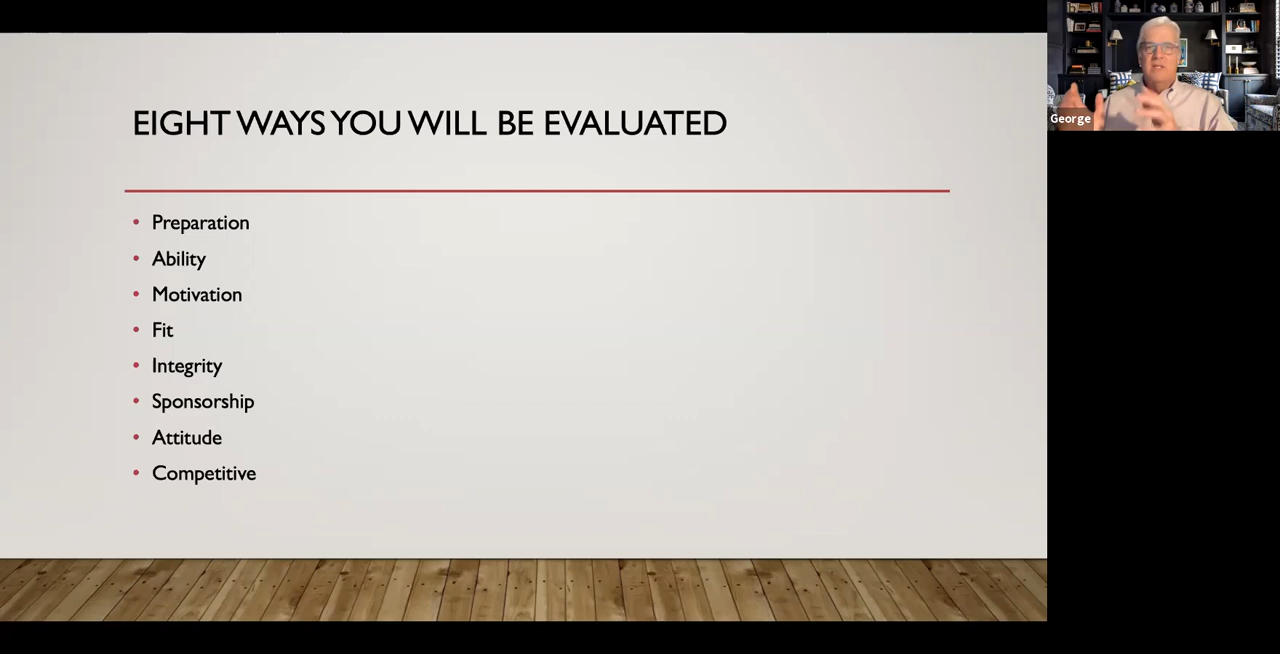 EIGHT WAYS YOU WILL BE EVALUATED
• Preparation
• Ability
• Motivation
• Fit
• Integrity
• Sponsorship
• Attitude
• Competitive
George